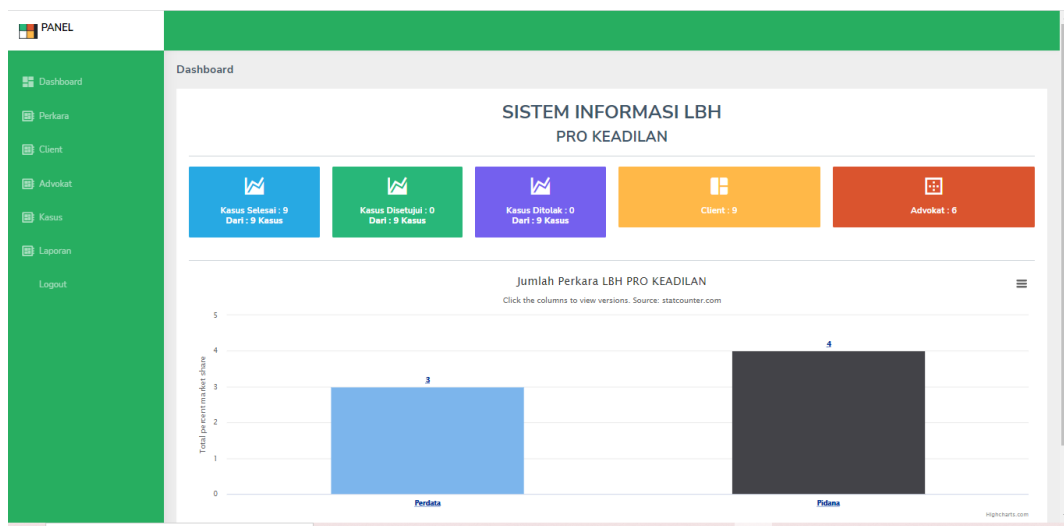 PANEL
Dashboard
Perkara
Client
Advokat
Kasus
Laporan
Logout
Dashboard
SISTEM INFORMASI LBH
PRO KEADILAN
Kasus Selesai : 9
Dari : 9 Kasus
Kasus Disetujui : 0
Dari : 9 Kasus
Kasus Ditolak : 0
Dari : 9 Kasus
Client : 9
Advokat : 6
Jumlah Perkara LBH PRO KEADILAN
Click the columns to view versions. Source: statcounter.com
Total percent market share
5
4
3
2
1
0
3
4
Perdata
Pidana
Highcharts.com